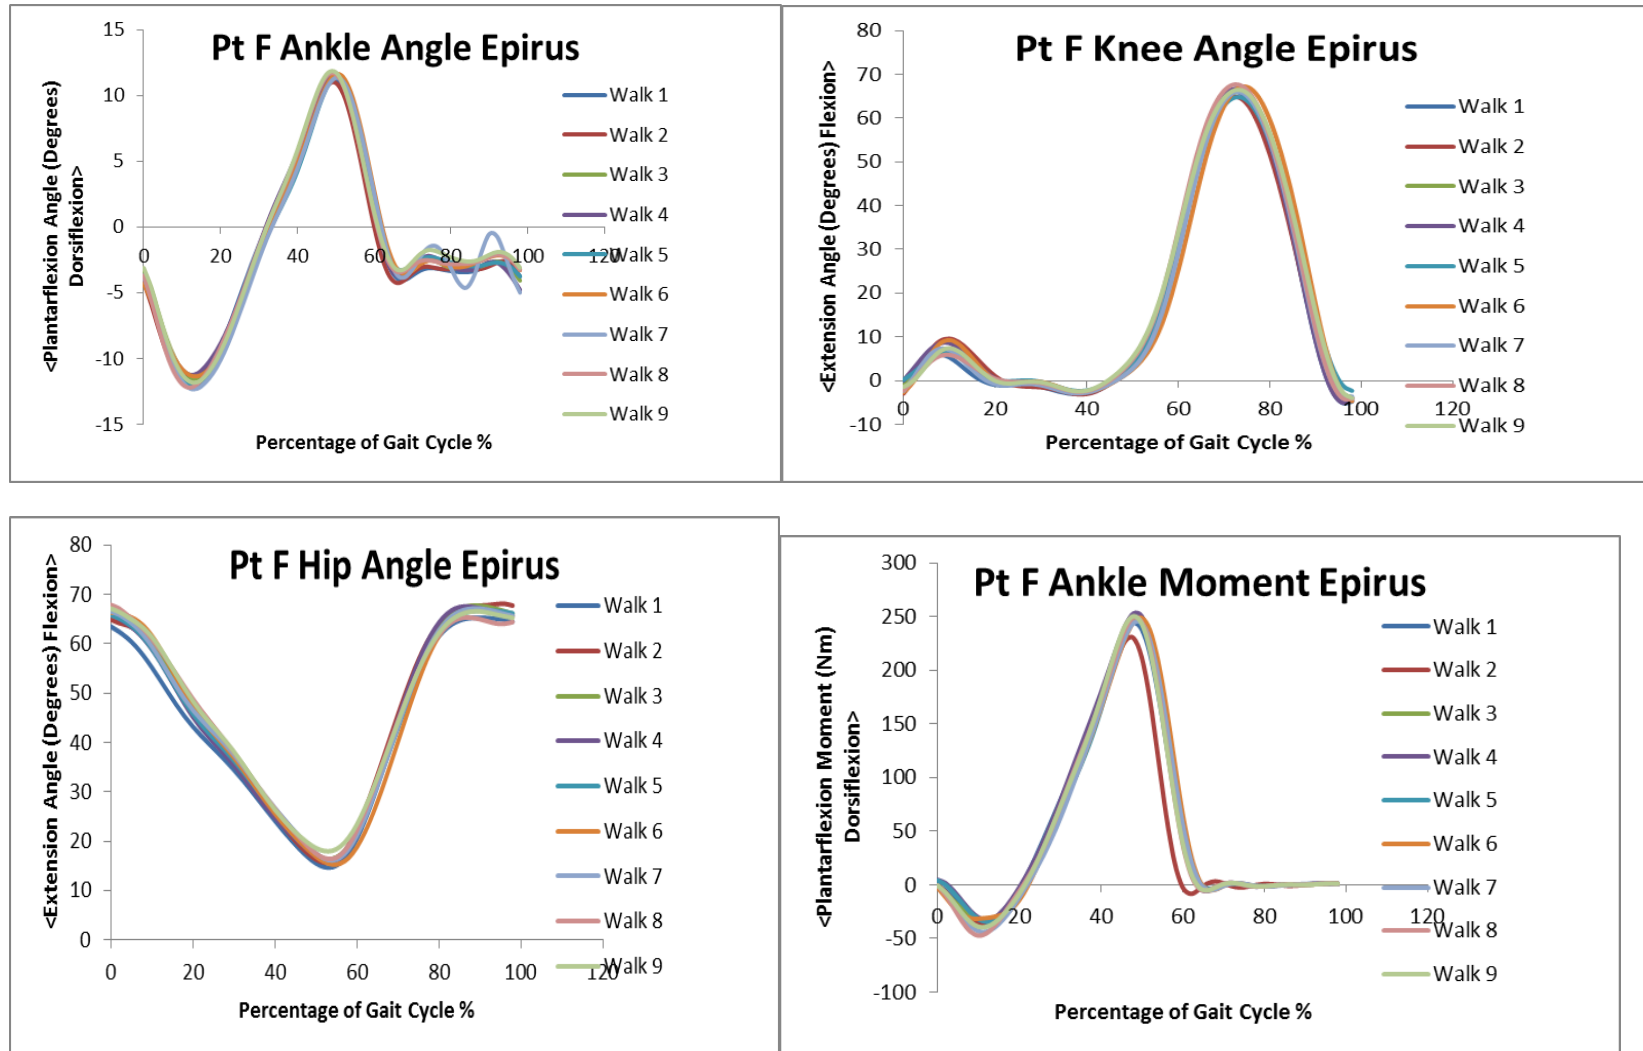 Pt F Ankle Angle Epirus
<Plantarflexion Angle (Degrees)
Dorsiflexion>
15
10
5
0
-5
-10
-15
0
20
40
60
80
100
120
Percentage of Gait Cycle %
Walk 1
Walk 2
Walk 3
Walk 4
Walk 5
Walk 6
Walk 7
Walk 8
Walk 9
Pt F Knee Angle Epirus
<Extension Angle (Degrees) Flexion>
80
70
60
50
40
30
20
10
0
-10
0
20
40
60
80
100
120
Percentage of Gait Cycle %
Walk 1
Walk 2
Walk 3
Walk 4
Walk 5
Walk 6
Walk 7
Walk 8
Walk 9
Pt F Hip Angle Epirus
<Extension Angle (Degrees) Flexion>
80
70
60
50
40
30
20
10
0
0
20
40
60
80
100
120
Percentage of Gait Cycle %
Walk 1
Walk 2
Walk 3
Walk 4
Walk 5
Walk 6
Walk 7
Walk 8
Walk 9
Pt F Ankle Moment Epirus
<Plantarflexion Moment (Nm)
Dorsiflexion>
300
250
200
150
100
50
0
-50
-100
0
20
40
60
80
100
120
Percentage of Gait Cycle %
Walk 1
Walk 2
Walk 3
Walk 4
Walk 5
Walk 6
Walk 7
Walk 8
Walk 9